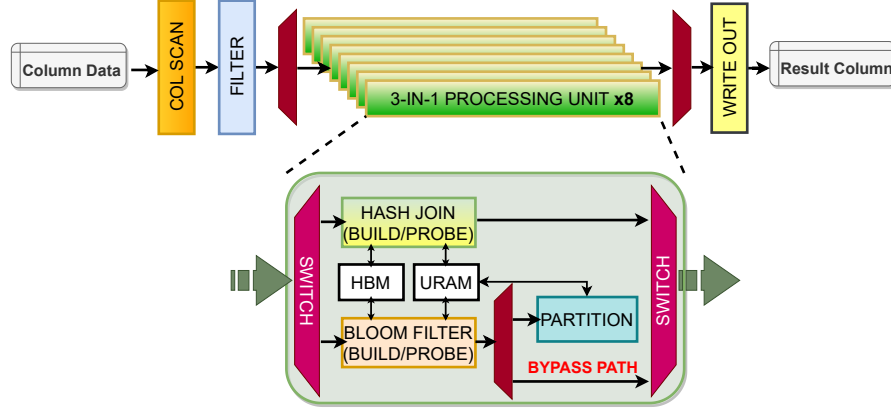 Column Data
COL SCAN
FILTER
3-IN-1 PROCESSING UNIT x8
WRITE OUT
Result Column
SWITCH
HASH JOIN
(BUILD/PROBE)
HBM
URAM
BLOOM FILTER
(BUILD/PROBE)
PARTITION
BYPASS PATH
SWITCH